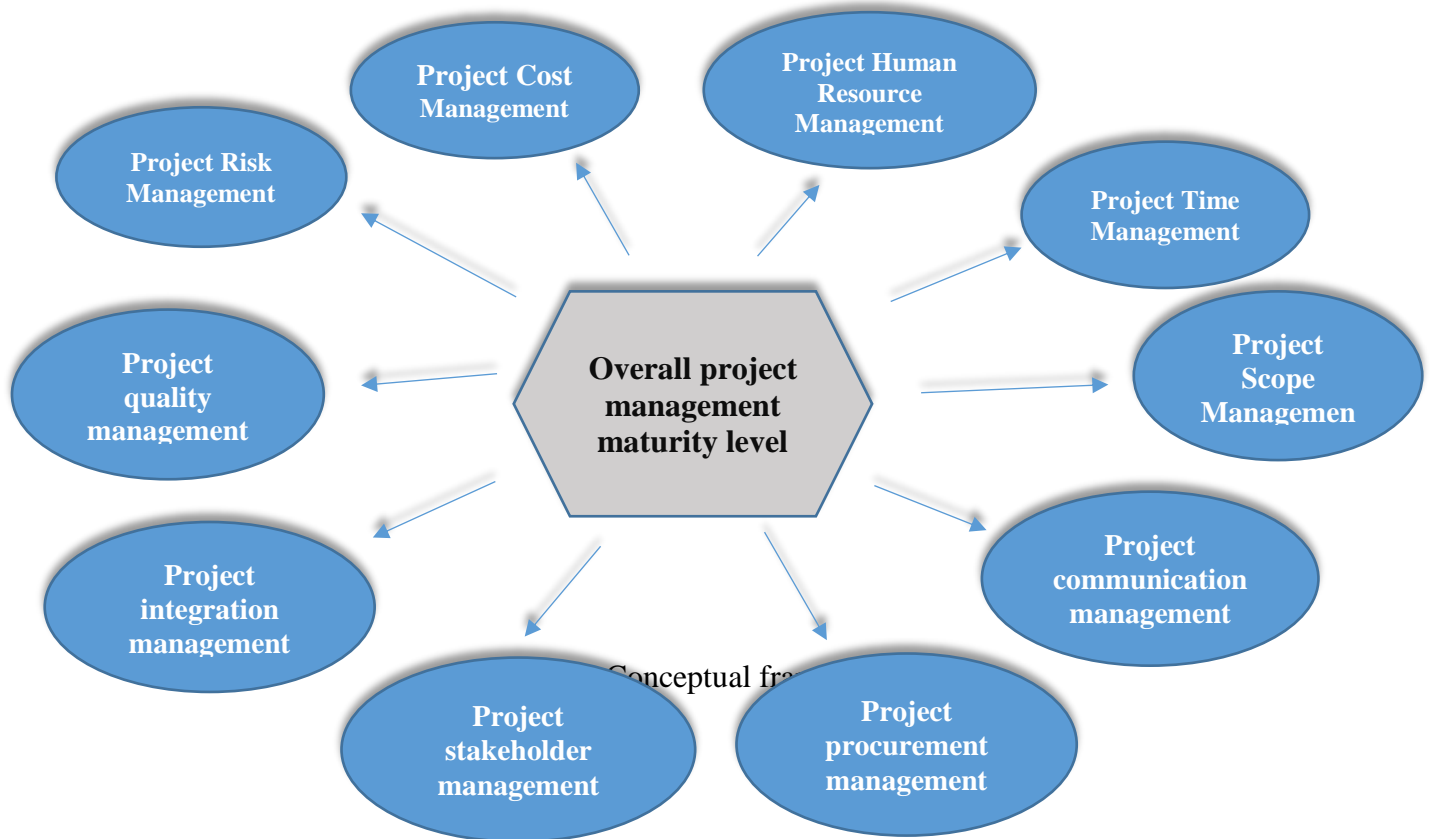 Project Cost
Management
Project Human
Resource
Management
Project Risk
Management
Project Time
Management
Overall project
management
maturity level
Project
Scope
Managemen
Project
quality
management
Project
communication
management
Project
integration
management
Conceptual
Project
stakeholder
management
Project
procurement
management